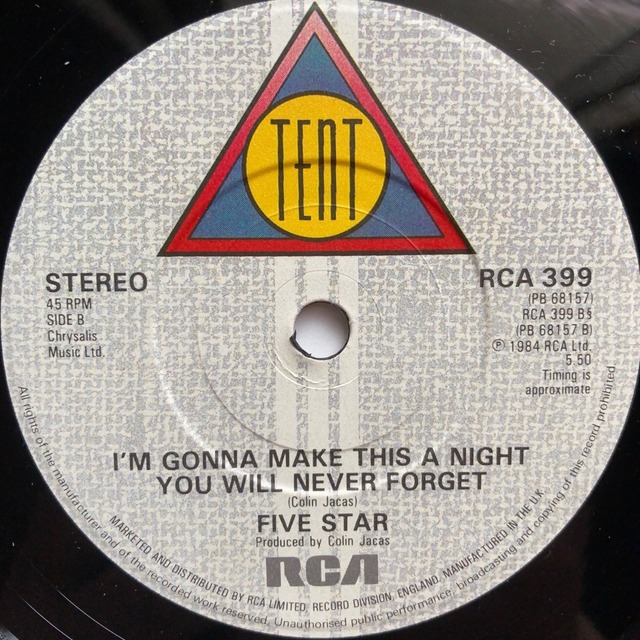 TENT
STEREO
45 RPM
SIDE B
Chrysalis
Music Ltd.
RCA 399
(PB 68157)
RCA 399 B§
(PB 68157 B)
℗ 1984 RCA Ltd.
5.50
Timing is
approximate
I'M GONNA MAKE THIS A NIGHT
YOU WILL NEVER FORGET
(Colin Jacas)
FIVE STAR
Produced by Colin Jacas
RCA
MARKETED AND DISTRIBUTED BY RCA LIMITED, RECORD DIVISION, ENGLAND, MANUFACTURED IN THE U.K.
All rights of the manufacturer and of the recorded work reserved. Unauthorised public performance, broadcasting and copying of this record prohibited